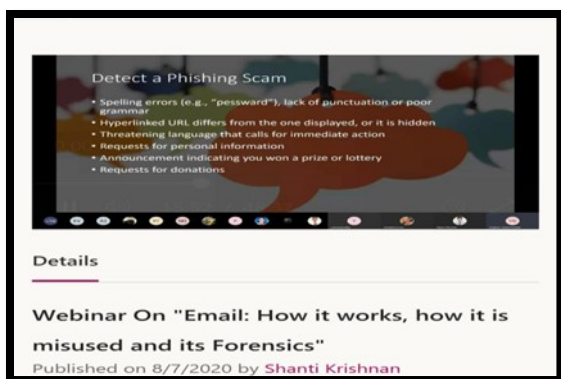 Detect a Phishing Scam
• Spelling errors (e.g., "pessward"), lack of punctuation or poor
grammar
• Hyperlinked URL differs from the one displayed, or it is hidden
• Threatening language that calls for immediate action
• Requests for personal information
• Announcement indicating you won a prize or lottery
• Requests for donations
Details
Webinar On "Email: How it works, how it is
misused and its Forensics"
Published on 8/7/2020 by Shanti Krishnan